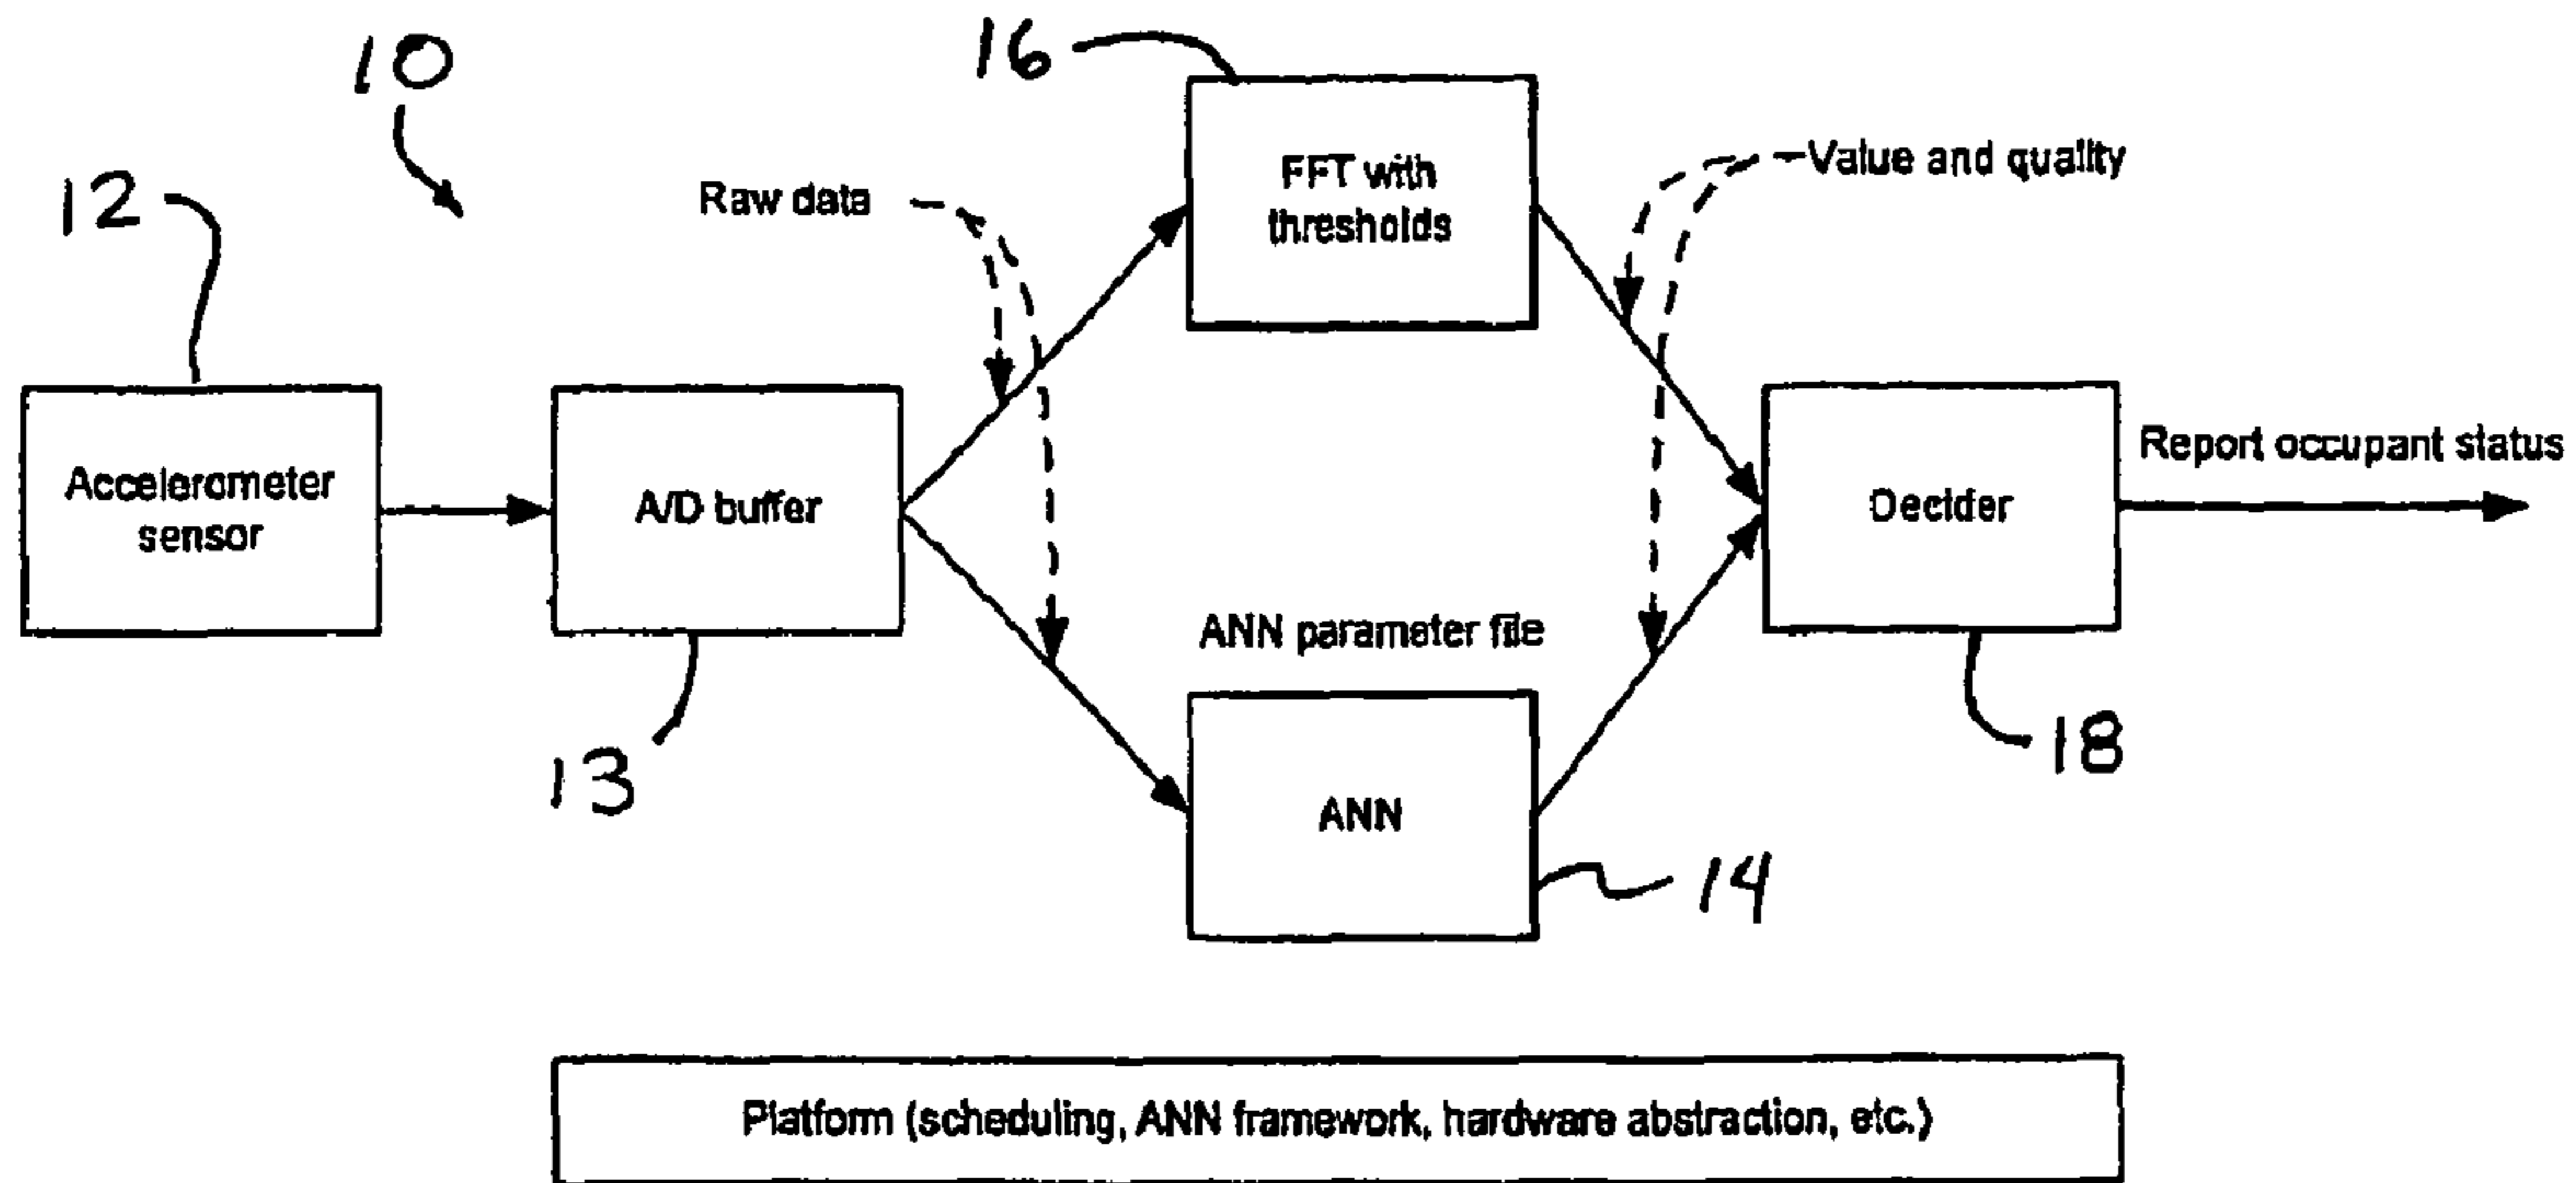 10
16
12
Raw data
FFT with
thresholds
Value and quality
Accelerometer
sensor
A/D buffer
Decider
Report occupant status
ANN parameter file
13
ANN
14
18
Platform (scheduling, ANN framework, hardware abstraction, etc.)